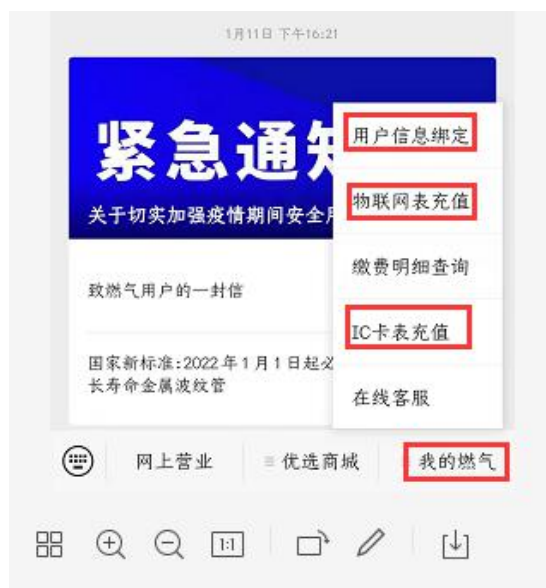 1月11日 下午16:21
紧急通知
关于切实加强疫情期间安全
用户信息绑定
物联网表充值
缴费明细查询
IC卡表充值
在线客服
致燃气用户的一封信
国家新标准:2022年1月1日起必
长寿命金属波纹管
网上营业
优选商城
我的燃气
1:1